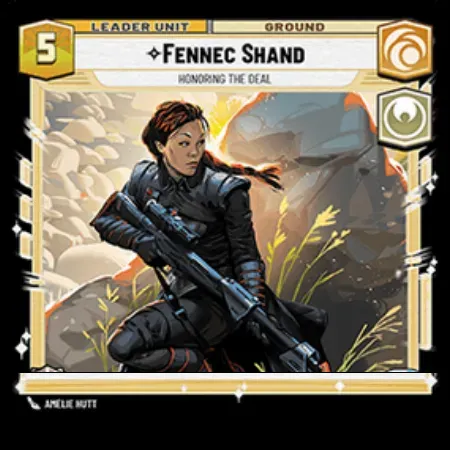 LEADER UNIT
GROUND
5
FENNEC SHAND
HONORING THE DEAL
AMÉLIE HUTT